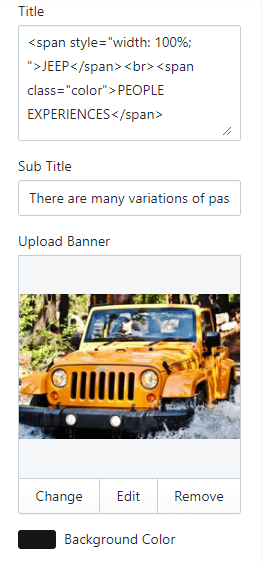 Title
<span style="width: 100%;
">JEEP</span><br><span
class="color">PEOPLE
EXPERIENCES</span>
Sub Title
There are many variations of pas
Upload Banner
Change Edit Remove
Background Color